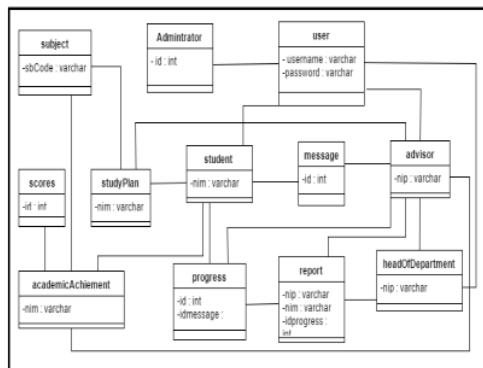 subject
-sbCode : varchar
Admintrator
- id : int
user
- username : varchar
-password : varchar
scores
-id : int
studyPlan
-nim : varchar
student
-nim : varchar
message
-id : int
advisor
-nip : varchar
academicAchiement
-nim : varchar
progress
-id : int
-idmessage :
report
-nip : varchar
-nim : varchar
-idprogress :
int
headOfDepartment
-nip : varchar